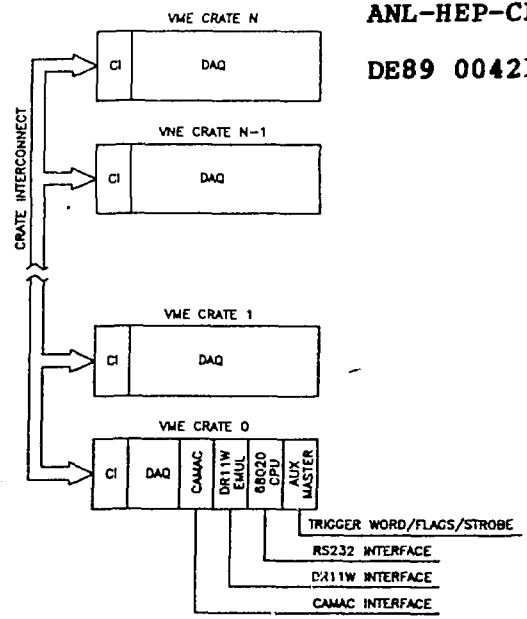 VME CRATE N
ANL-HEP-C
DE89 0042
CI
DAQ
CRATE INTERCONNECT
VNE CRATE N-1
CI
DAQ
VME CRATE 1
CI
DAQ
VME CRATE 0
CI
DAQ
CAMAC
DR11W
EMUL
68020
CPU
AUX
MASTER
TRIGGER WORD/FLAGS/STROBE
RS232 INTERFACE
DR11W INTERFACE
CAMAC INTERFACE